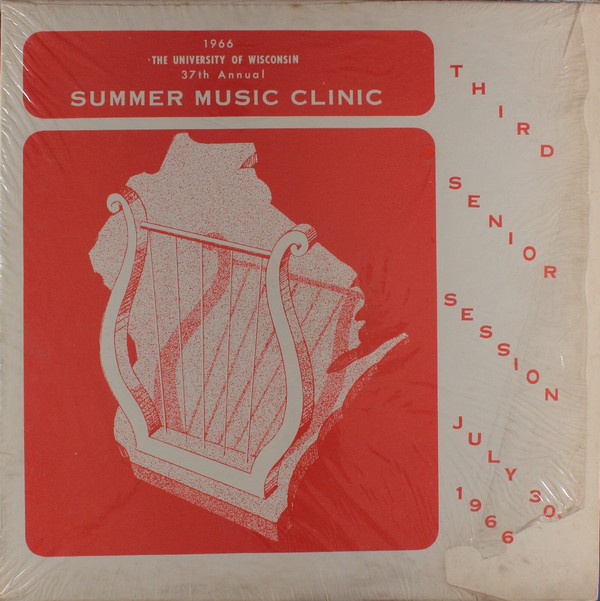 1966
THE UNIVERSITY OF WISCONSIN
37th Annual
SUMMER MUSIC CLINIC
THIRD
SENIOR
SESSION
JULY 30,
1966